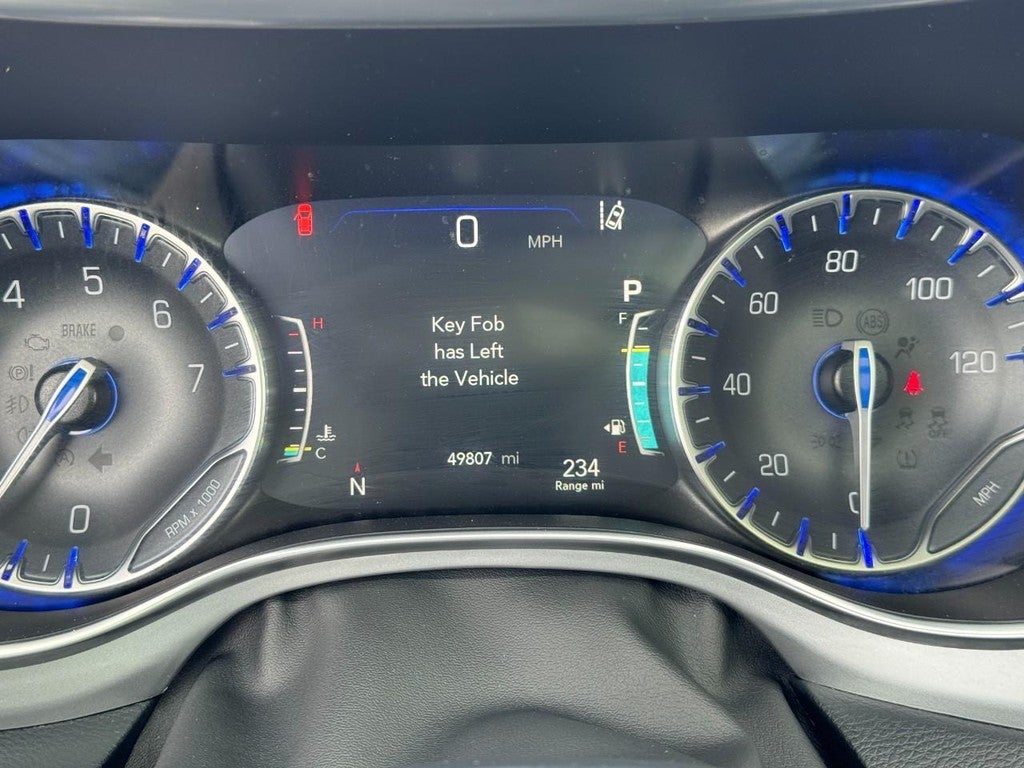 4
5
6
7
BRAKE
0
RPM x 1000
0 MPH
H
C
P
F
E
Key Fob
has Left
the Vehicle
49807 mi
N
234
Range mi
0
20
40
60
80
100
120
ABS
OFF
MPH